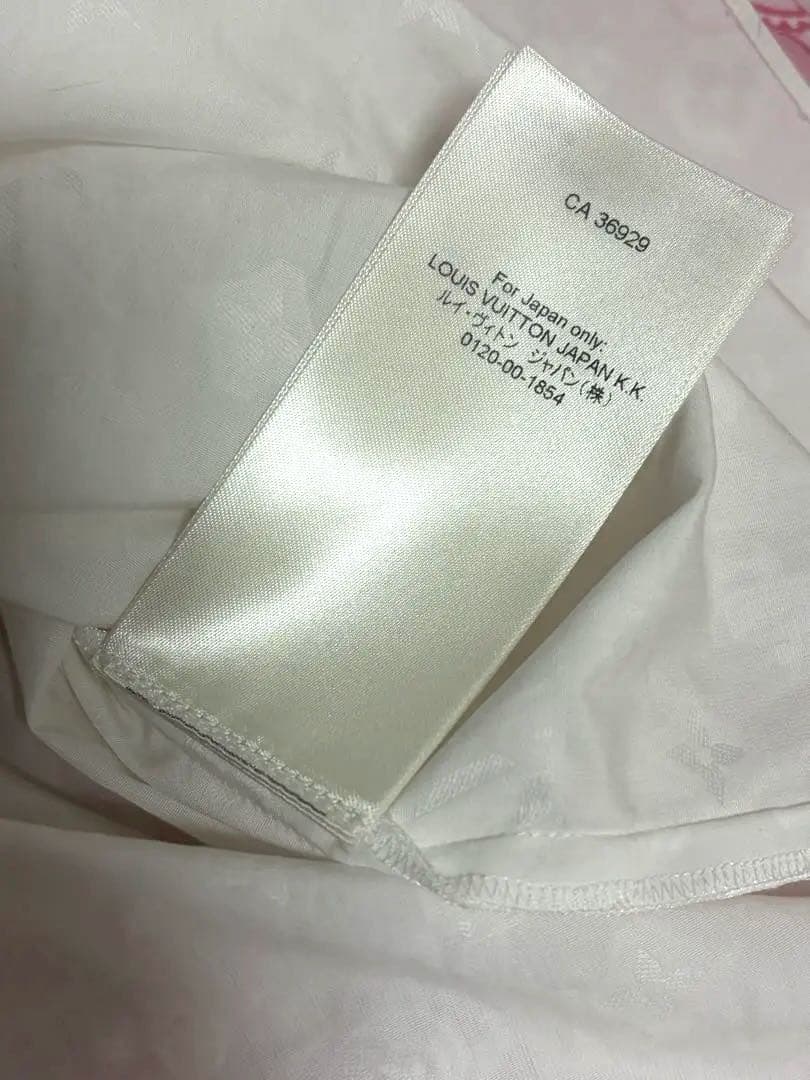 CA 36929
For Japan only:
LOUIS VUITTON JAPAN K.K.
ルイ・ヴィトン ジャパン(株)
0120-00-1854